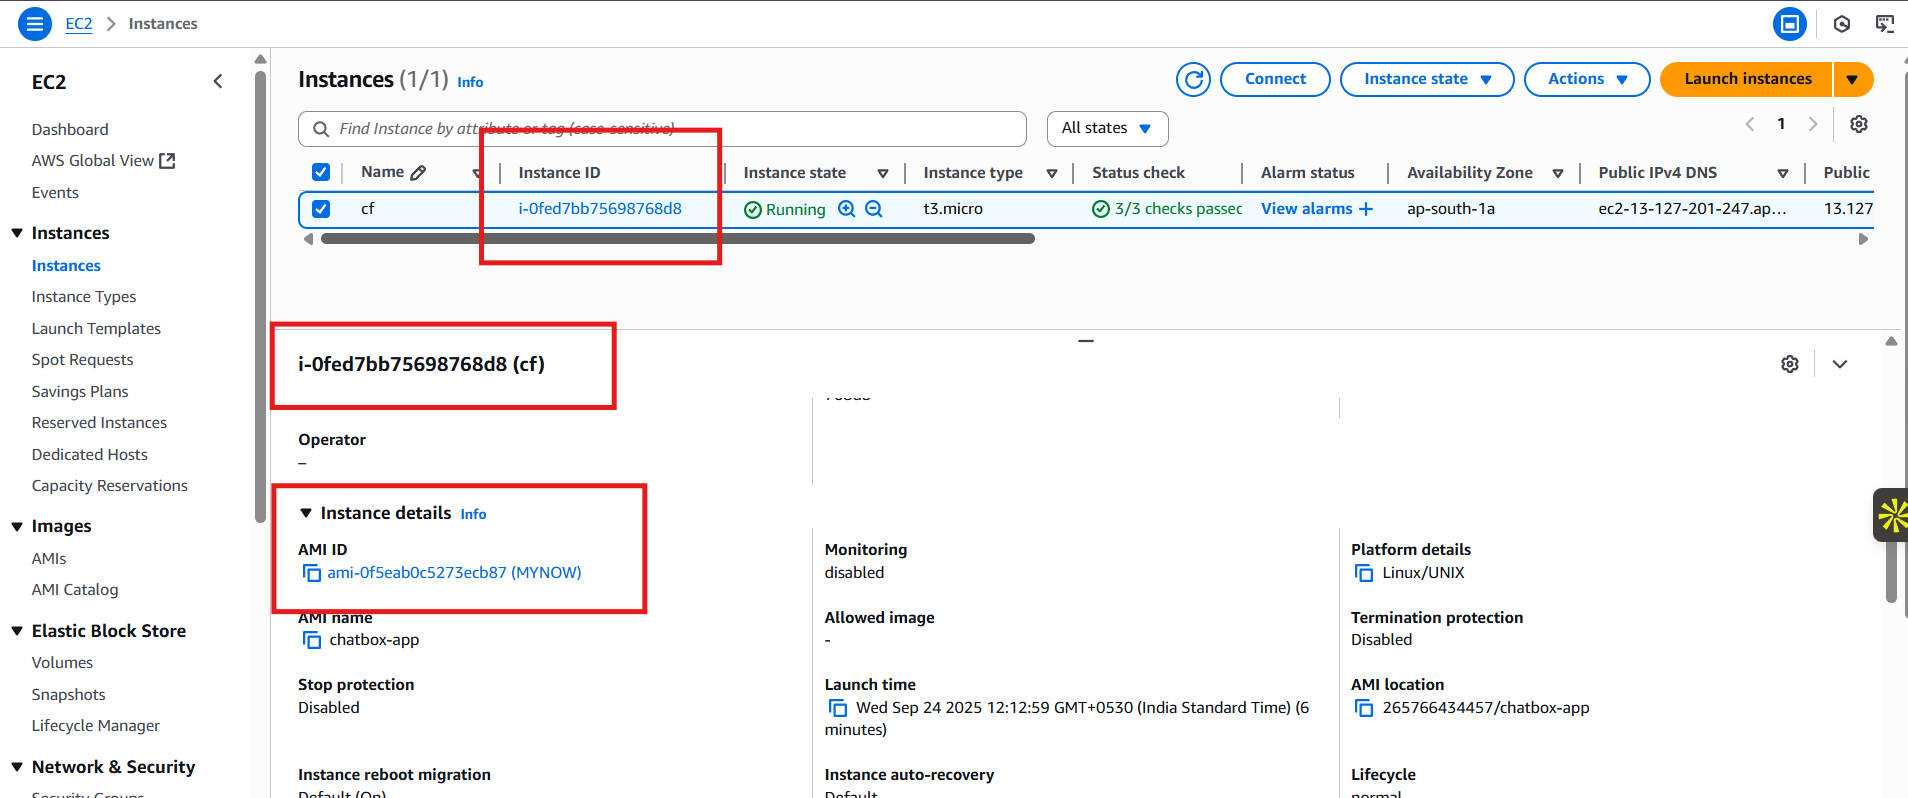 EC2 > Instances
EC2
Dashboard
AWS Global View
Events
Instances
Instances
Instance Types
Launch Templates
Spot Requests
Savings Plans
Reserved Instances
Dedicated Hosts
Capacity Reservations
Images
AMIs
AMI Catalog
Elastic Block Store
Volumes
Snapshots
Lifecycle Manager
Network & Security
Security Groups
Instances (1/1) Info
Connect
Instance state
Actions
Launch instances
Find Instance by attribute or tag (case-sensitive)
All states
1
Name Instance ID Instance state Instance type Status check Alarm status Availability Zone Public IPv4 DNS Public
cf i-0fed7bb75698768d8 Running t3.micro 3/3 checks passec View alarms + ap-south-1a ec2-13-127-201-247.ap... 13.127
i-0fed7bb75698768d8 (cf)
Operator
–
Instance details Info
AMI ID
ami-0f5eab0c5273ecb87 (MYNOW)
Monitoring
disabled
Platform details
Linux/UNIX
AMI name
chatbox-app
Allowed image
-
Termination protection
Disabled
Stop protection
Disabled
Launch time
Wed Sep 24 2025 12:12:59 GMT+0530 (India Standard Time) (6
minutes)
AMI location
265766434457/chatbox-app
Instance reboot migration
Default (On)
Instance auto-recovery
Default
Lifecycle
normal